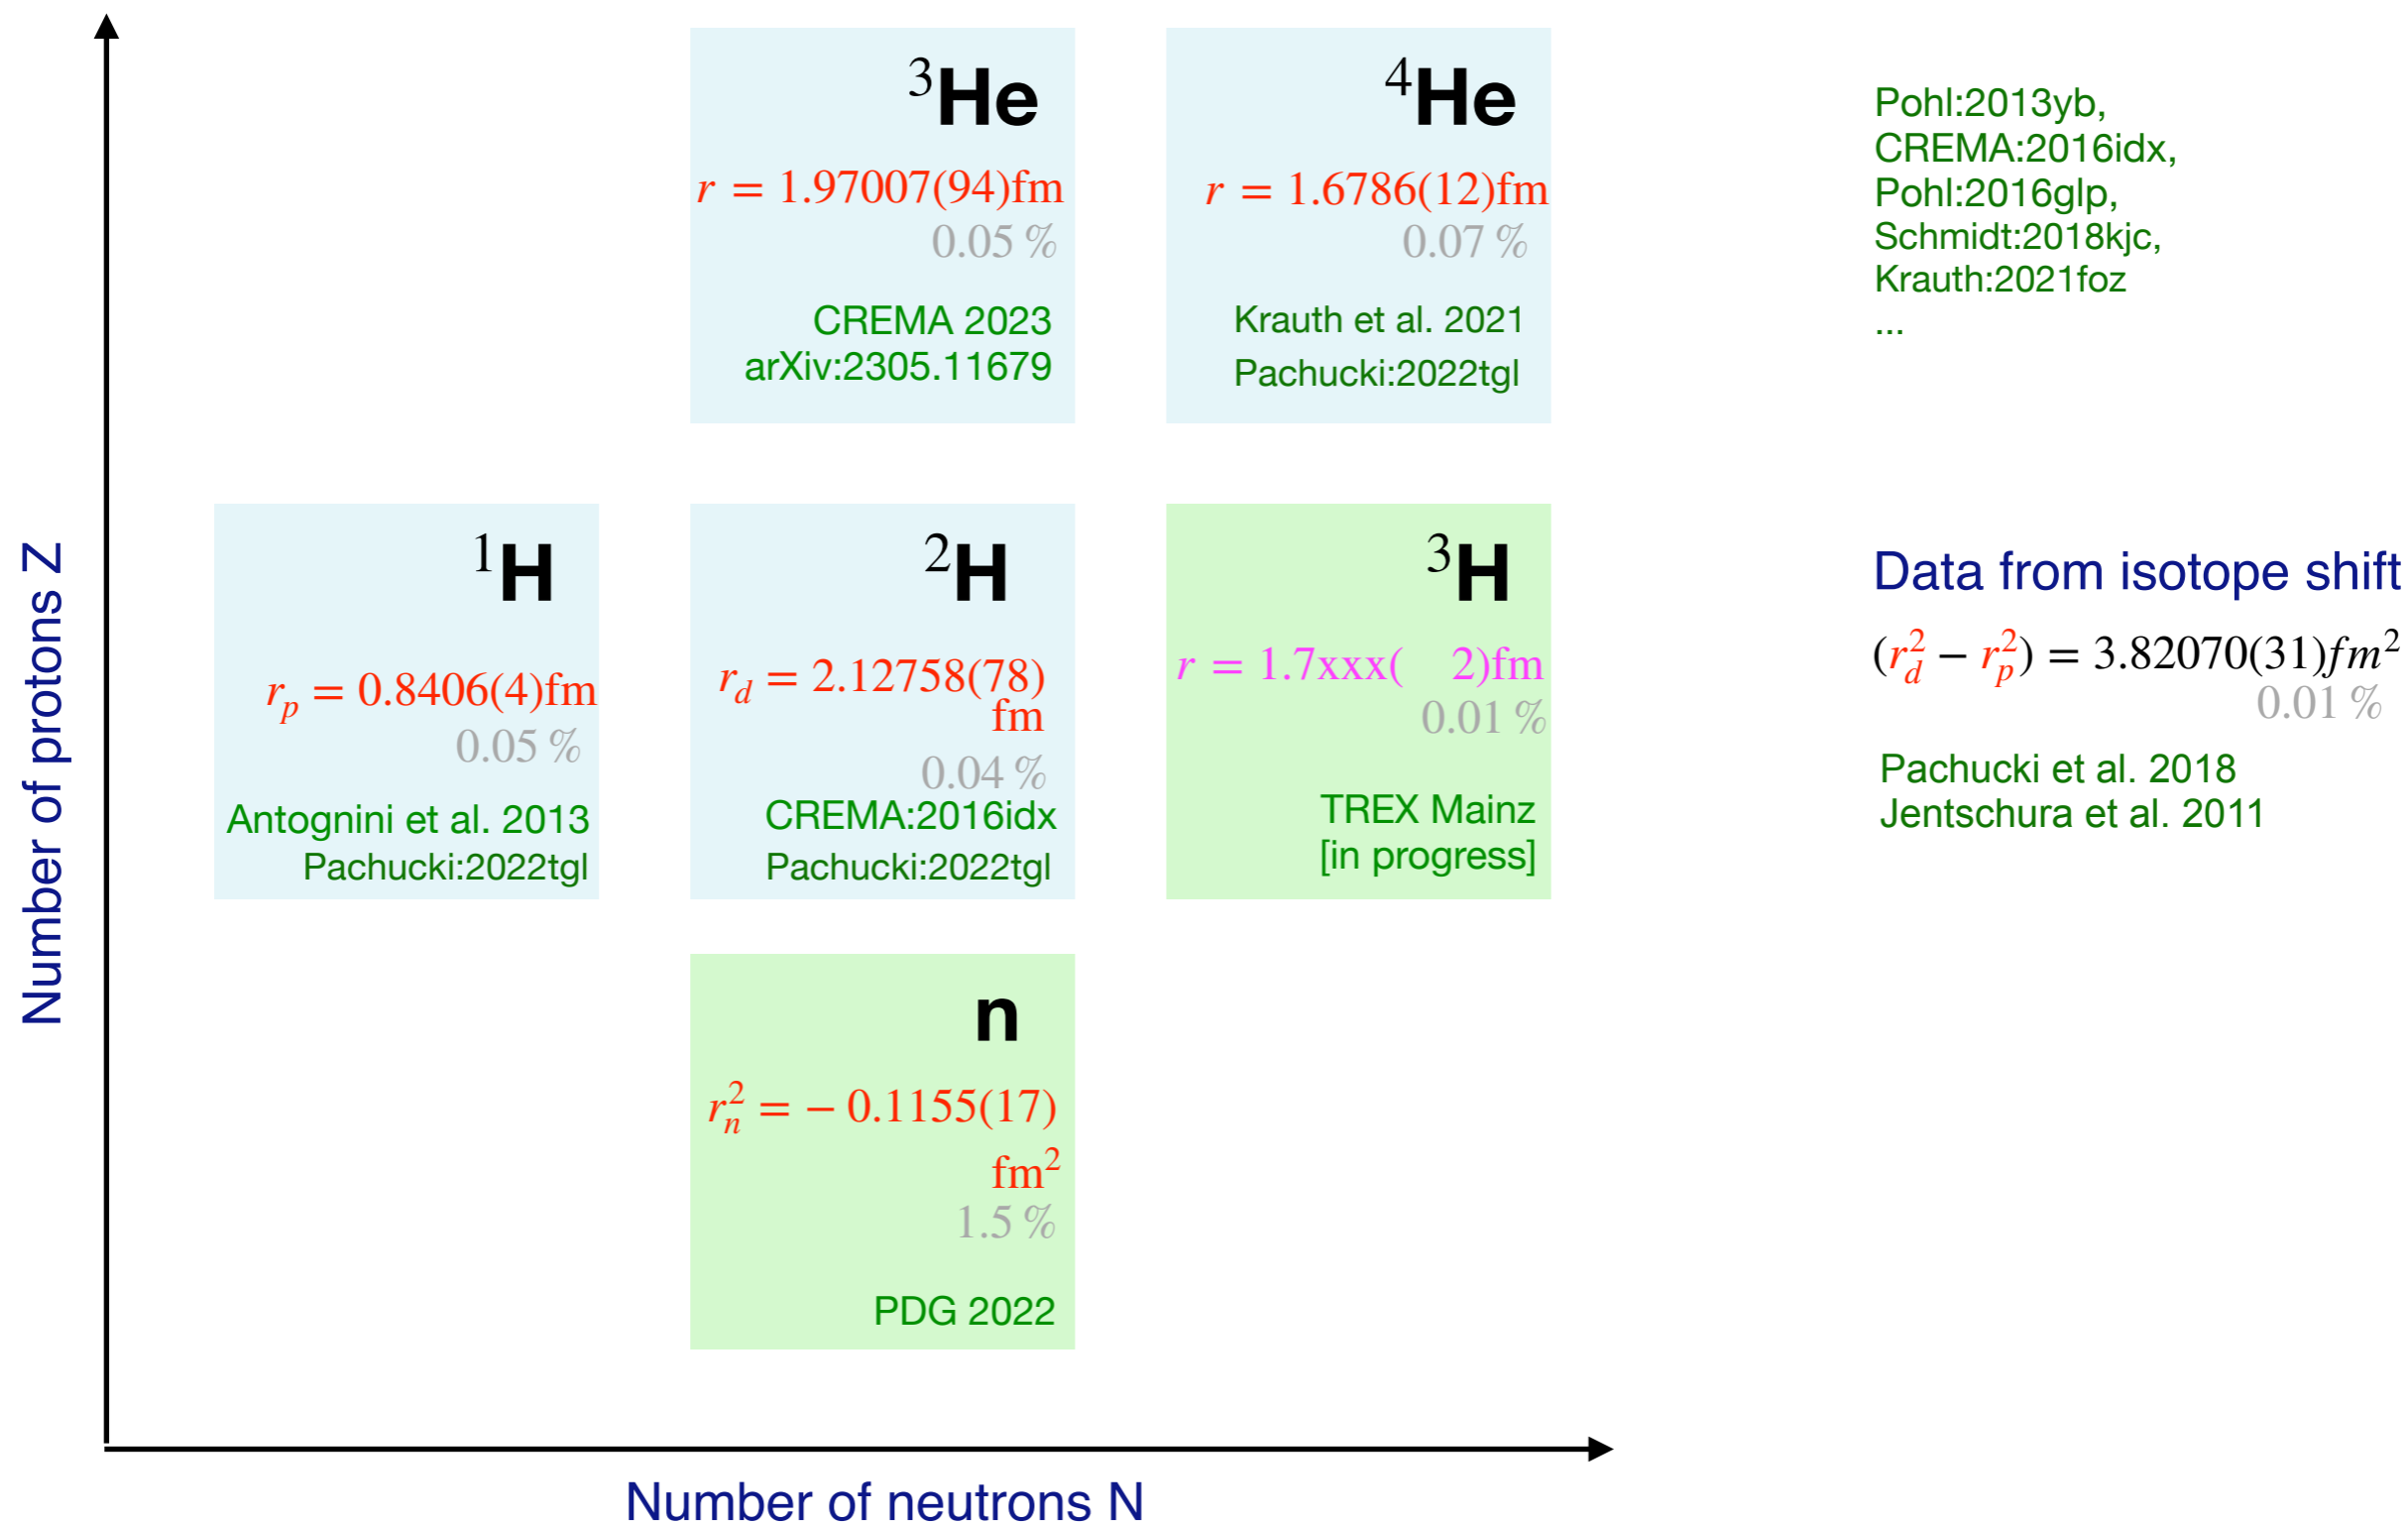 ³He
r = 1.97007(94)fm
0.05 %
CREMA 2023
arXiv:2305.11679
⁴He
r = 1.6786(12)fm
0.07 %
Krauth et al. 2021
Pachucki:2022tgl
Pohl:2013yb,
CREMA:2016idx,
Pohl:2016glp,
Schmidt:2018kjc,
Krauth:2021foz
...
Number of protons Z
¹H
r_p = 0.8406(4)fm
0.05 %
Antognini et al. 2013
Pachucki:2022tgl
²H
r_d = 2.12758(78)
fm
0.04 %
CREMA:2016idx
Pachucki:2022tgl
³H
r = 1.7xxx( 2)fm
0.01 %
TREX Mainz
[in progress]
Data from isotope shift
(r_d² − r_p²) = 3.82070(31)fm²
0.01 %
Pachucki et al. 2018
Jentschura et al. 2011
n
r_n² = − 0.1155(17)
fm²
1.5 %
PDG 2022
Number of neutrons N